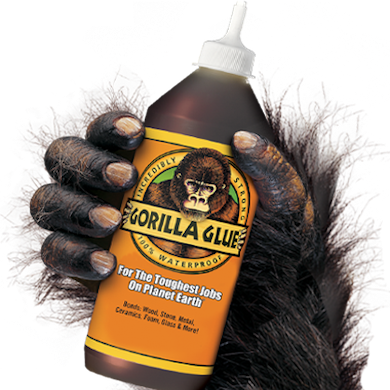 INCREDIBLY STRONG
GORILLA GLUE
100% WATERPROOF
For The Toughest Jobs
On Planet Earth
Bonds: Wood, Stone, Metal,
Ceramics, Foam, Glass & More!